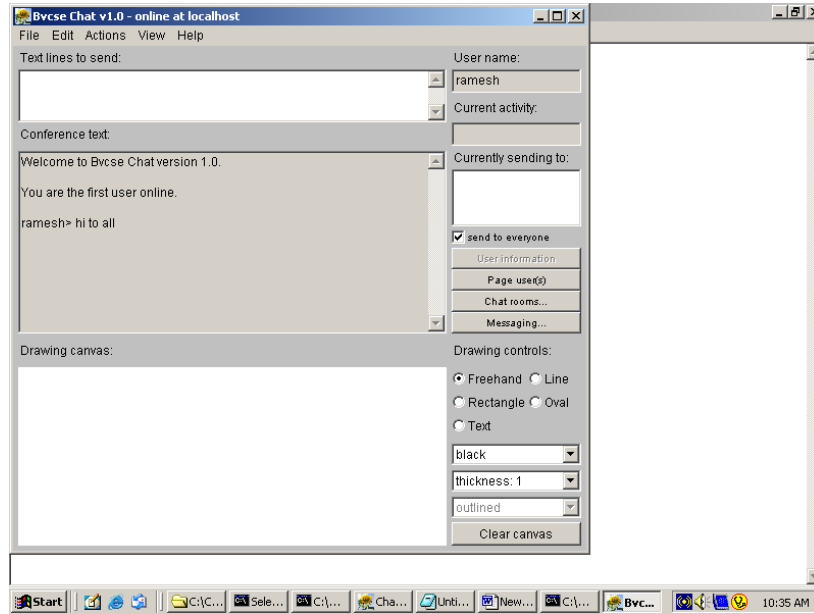 Bvcse Chat v1.0 - online at localhost
File Edit Actions View Help
Text lines to send:
User name:
ramesh
Current activity:
Conference text:
Welcome to Bvcse Chat version 1.0.
You are the first user online.
ramesh> hi to all
Currently sending to:
send to everyone
User information
Page user(s)
Chat rooms...
Messaging...
Drawing canvas:
Drawing controls:
Freehand Line
Rectangle Oval
Text
black
thickness: 1
outlined
Clear canvas
Start C:\C... Sele... C:\... Cha... Unti... New... C:\... Bvc... 10:35 AM